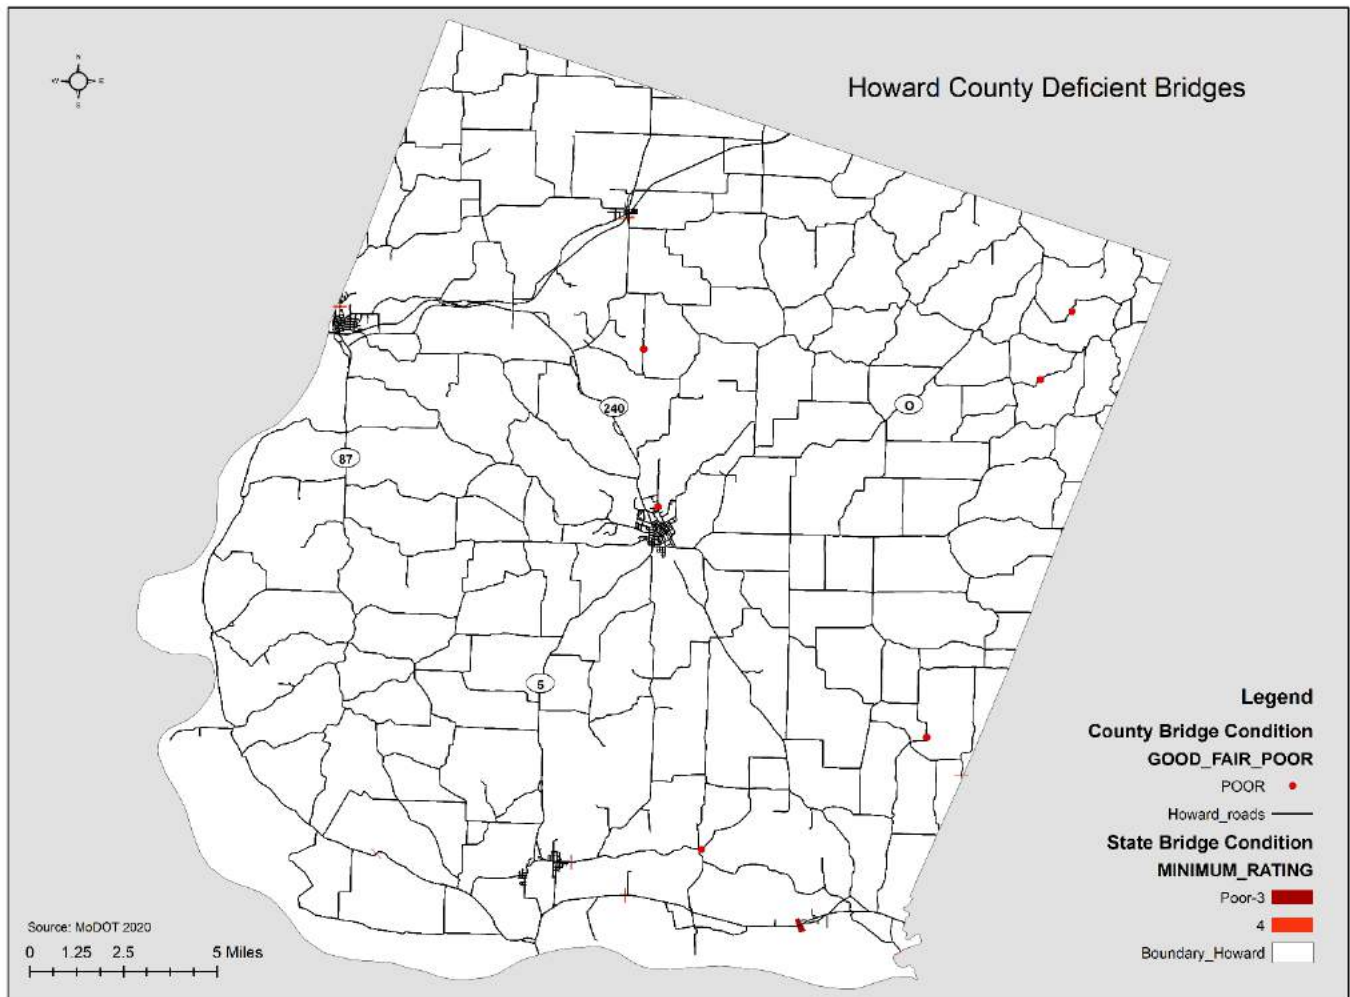 Howard County Deficient Bridges
N
W
E
S
240
O
87
5
Legend
County Bridge Condition
GOOD_FAIR_POOR
POOR
Howard_roads
State Bridge Condition
MINIMUM_RATING
Poor-3
4
Boundary_Howard
Source: MoDOT 2020
0 1.25 2.5 5 Miles